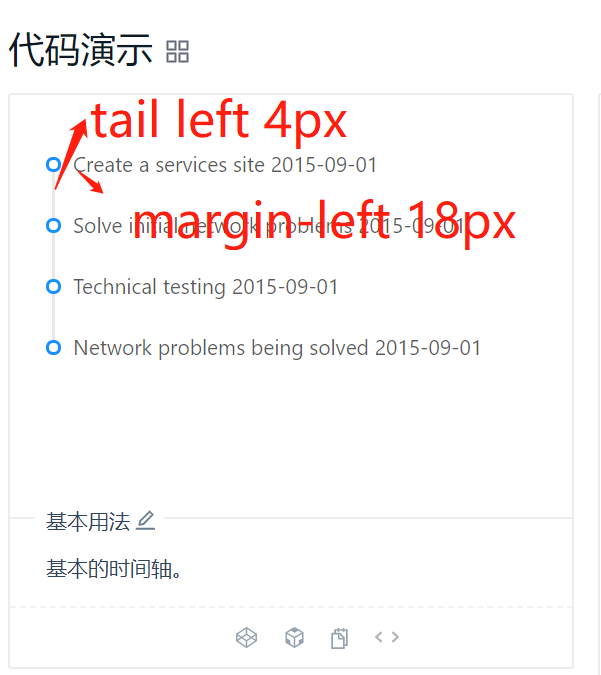 代码演示
tail left 4px
Create a services site 2015-09-01
margin-left 18px
Solve initial network problems 2015-09-01
Technical testing 2015-09-01
Network problems being solved 2015-09-01
基本用法
基本的时间轴。